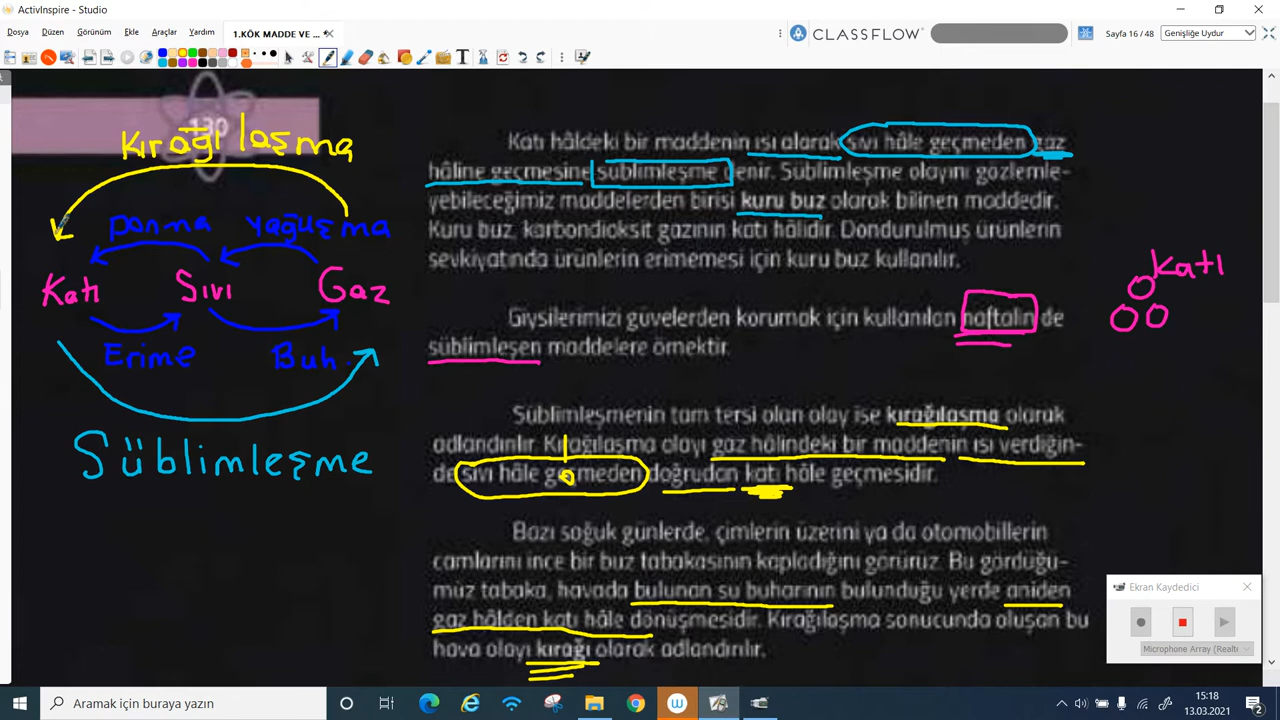 ActivInspire - Studio
Dosya Düzen Görünüm Ekle Araçlar Yardım
1.KÖK MADDE VE ...
CLASSFLOW
Sayfa 16 / 48
Genişliğe Uydur
130
Kırağılaşma
donma yoğuşma
Katı Sıvı Gaz
Erime Buh.
Süblimleşme
Katı hâldeki bir maddenin ısı alarak sıvı hâle geçmeden gaz
hâline geçmesine süblimleşme denir. Süblimleşme olayını gözlemle-
yebileceğimiz maddelerden birisi kuru buz olarak bilinen maddedir.
Kuru buz, karbondioksit gazının katı hâlidir. Dondurulmuş ürünlerin
sevkiyatında ürünlerin erimemesi için kuru buz kullanılır.
Katı
Giysilerimizi güvelerden korumak için kullanılan naftalin de
süblimleşen maddelere örnektir.
Süblimleşmenin tam tersi olan olay ise kırağılaşma olarak
adlandırılır. Kırağılaşma olayı gaz hâlindeki bir maddenin ısı verdiğin-
de sıvı hâle geçmeden doğrudan katı hâle geçmesidir.
Bazı soğuk günlerde, çimlerin üzerini ya da otomobillerin
camlarını ince bir buz tabakasının kapladığını görürüz. Bu gördüğü-
müz tabaka, havada bulunan su buharının bulunduğu yerde aniden
gaz hâlden katı hâle dönüşmesidir. Kırağılaşma sonucunda oluşan bu
hava olayı kırağı olarak adlandırılır.
Ekran Kaydedici
Microphone Array (Realte
Aramak için buraya yazın
15:18
13.03.2021
2